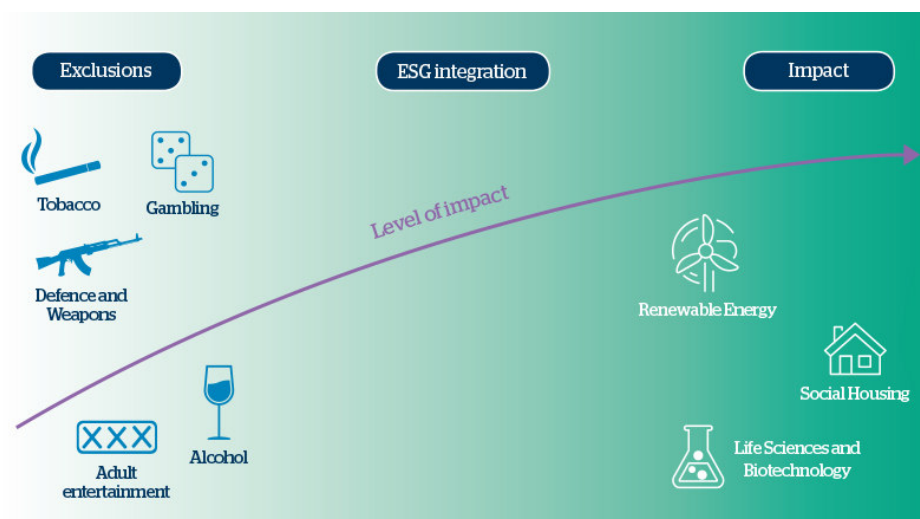 Exclusions
ESG integration
Impact
Tobacco
Gambling
Level of impact
Defence and
Weapons
Renewable Energy
Social Housing
XXX
Adult
entertainment
Alcohol
Life Sciences and
Biotechnology